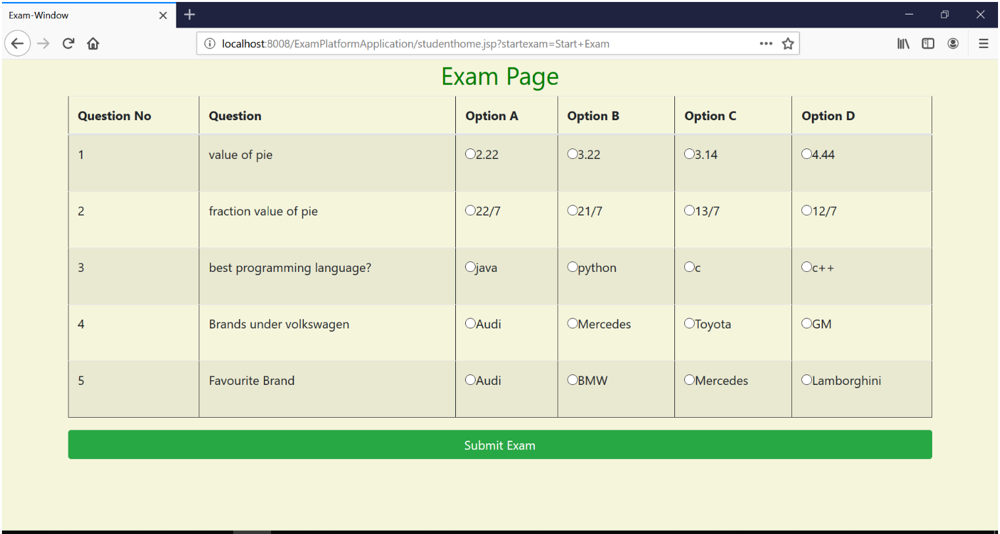 Exam-Window
localhost:8008/ExamPlatformApplication/studenthome.jsp?startexam=Start+Exam
Exam Page
Question No Question Option A Option B Option C Option D
1 value of pie 2.22 3.22 3.14 4.44
2 fraction value of pie 22/7 21/7 13/7 12/7
3 best programming language? java python c c++
4 Brands under volkswagen Audi Mercedes Toyota GM
5 Favourite Brand Audi BMW Mercedes Lamborghini
Submit Exam